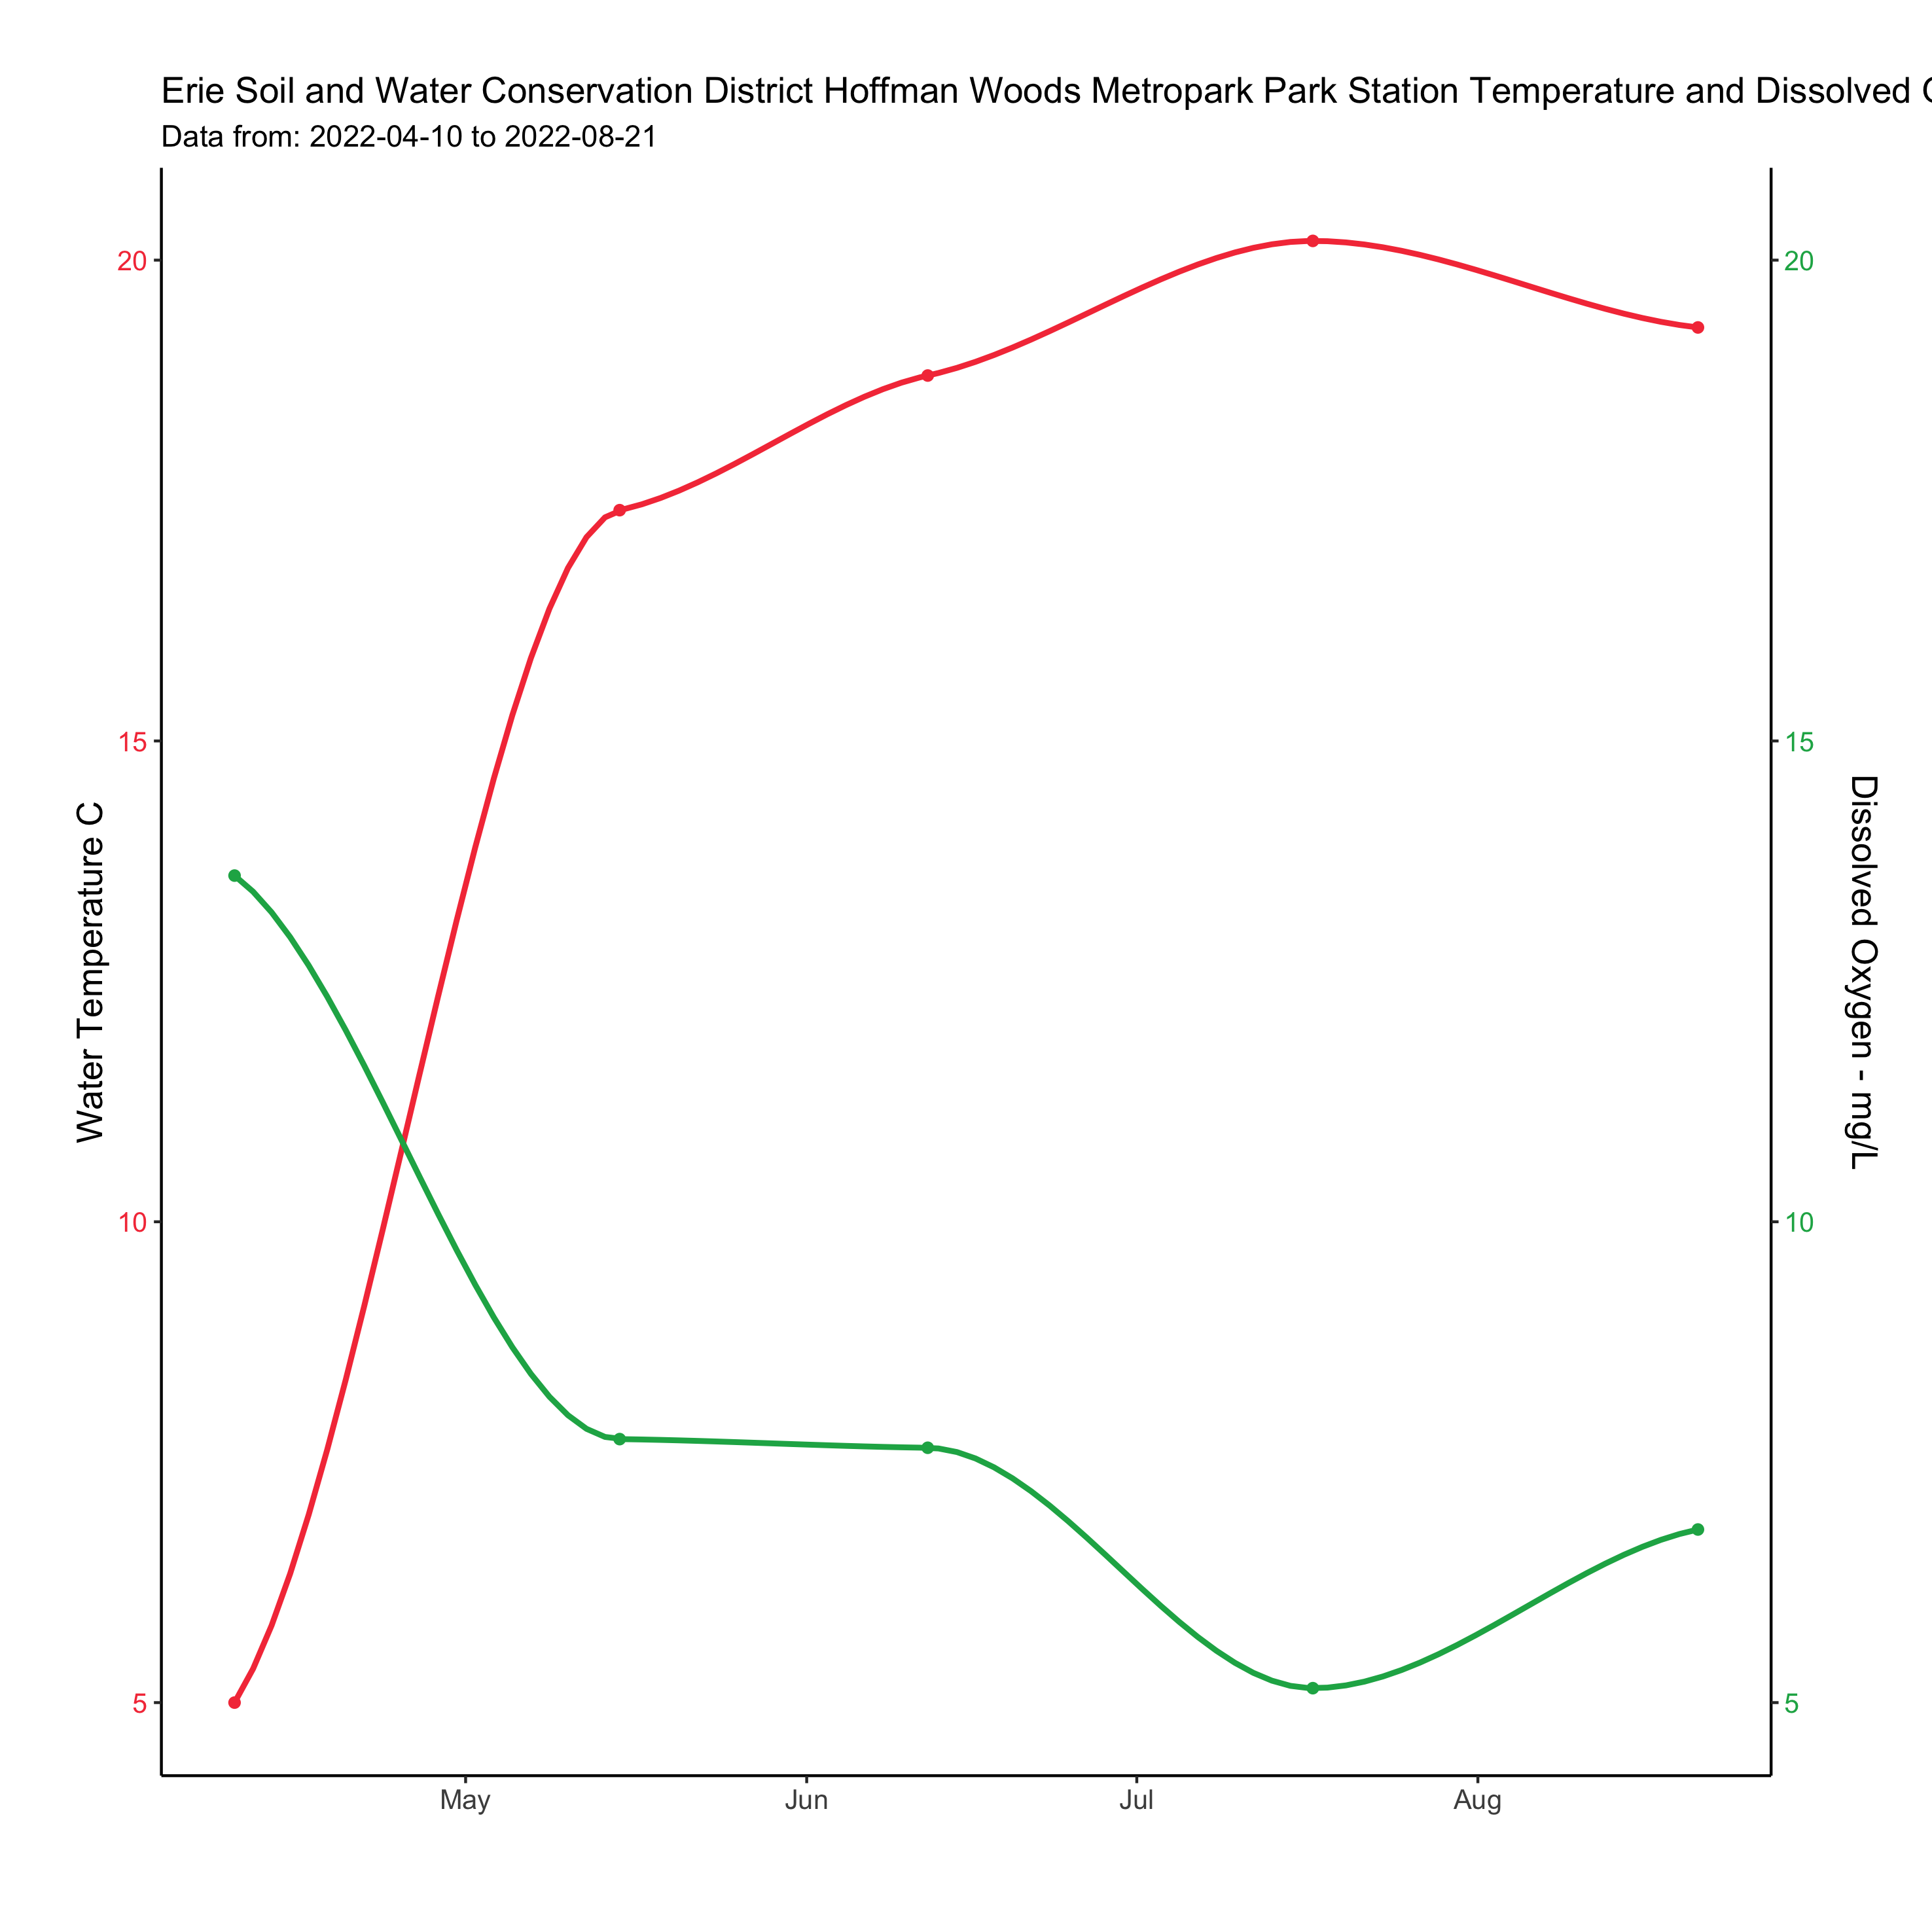 Erie Soil and Water Conservation District Hoffman Woods Metropark Park Station Temperature and Dissolved
Data from: 2022-04-10 to 2022-08-21
20
15
10
5
Water Temperature C
20
15
10
5
Dissolved Oxygen - mg/L
May
Jun
Jul
Aug